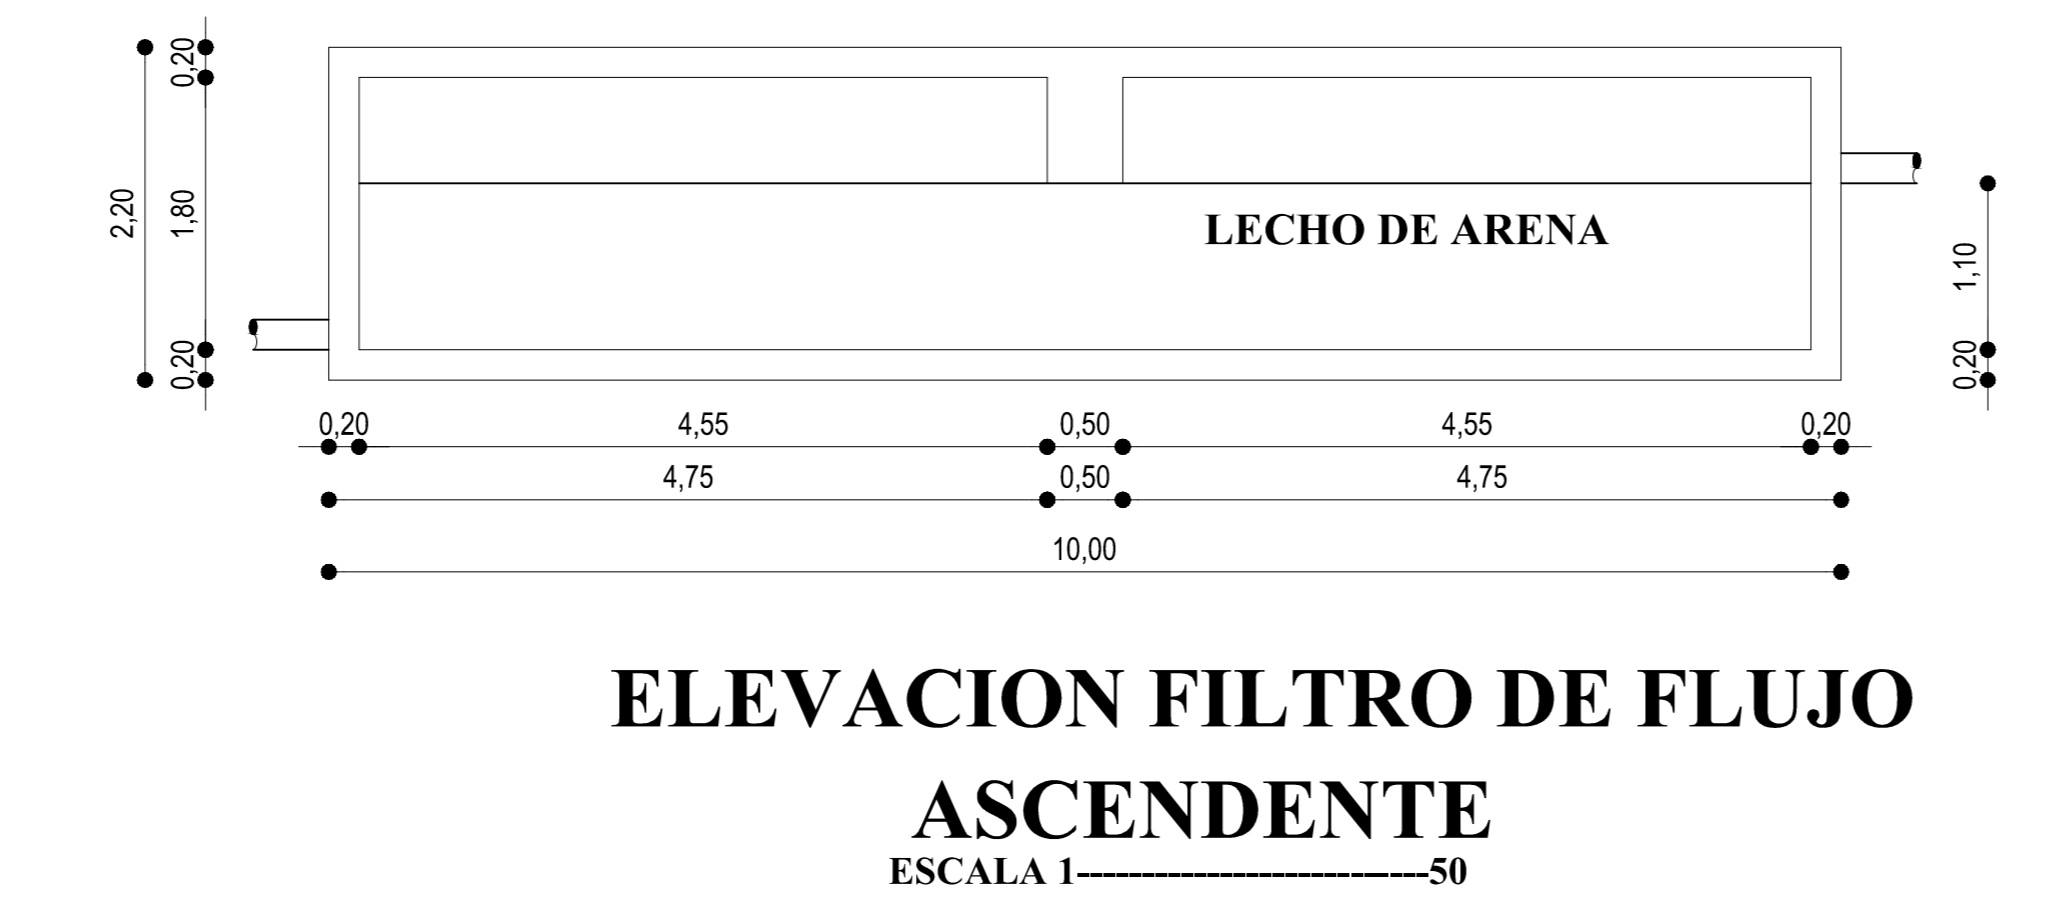 0,20
2,20
1,80
0,20
LECHO DE ARENA
1,10
0,20
0,20 4,55 0,50 4,55 0,20
4,75 0,50 4,75
10,00
ELEVACION FILTRO DE FLUJO
ASCENDENTE
ESCALA 1---------------------------50